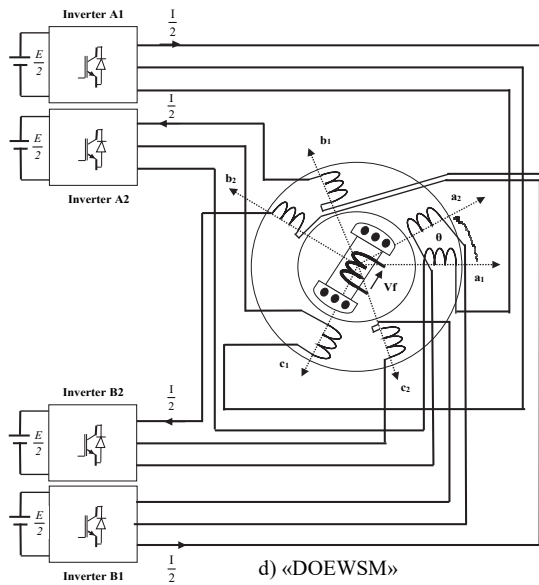 Inverter A1
I/2
E/2
I/2
E/2
Inverter A2
b₁
b₂
a₂
θ
a₁
Vf
c₁
c₂
Inverter B2
I/2
E/2
E/2
I/2
Inverter B1
d) «DOEWSM»